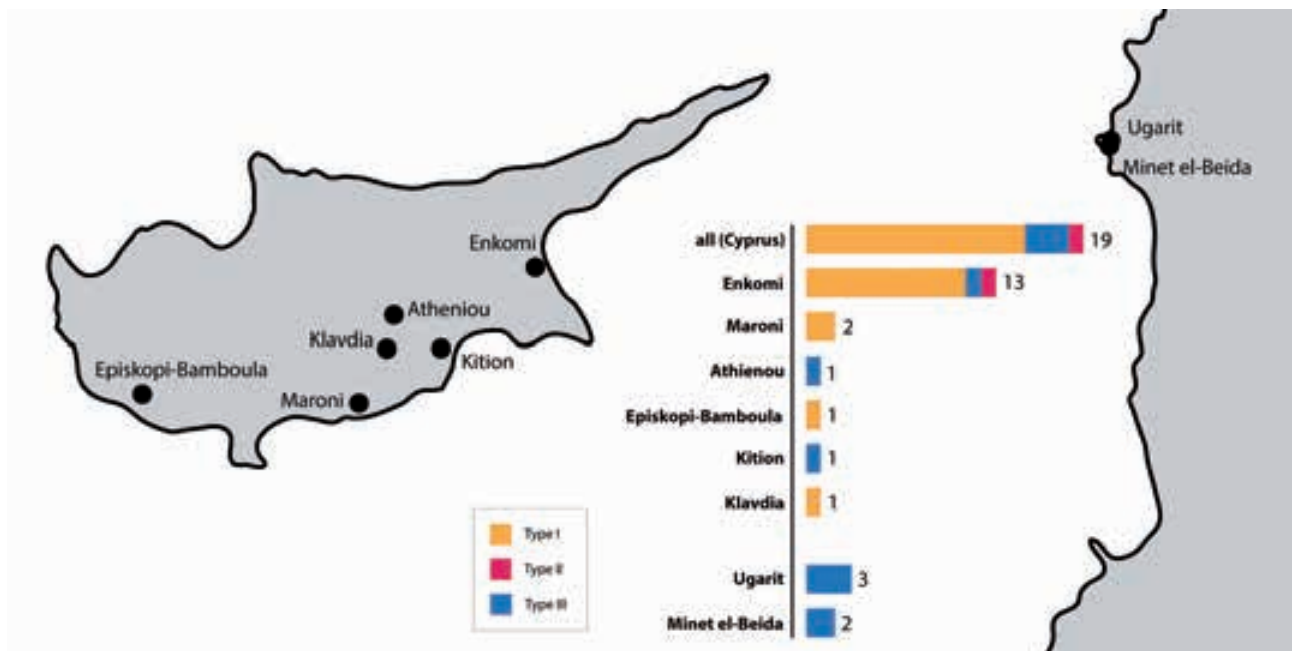 Ugarit
Minet el-Beida
Enkomi
Atheniou
Klavdia
Kition
Episkopi-Bamboula
Maroni
all (Cyprus) 19
Enkomi 13
Maroni 2
Athienou 1
Episkopi-Bamboula 1
Kition 1
Klavdia 1
Ugarit 3
Minet el-Beida 2
Type I
Type II
Type III